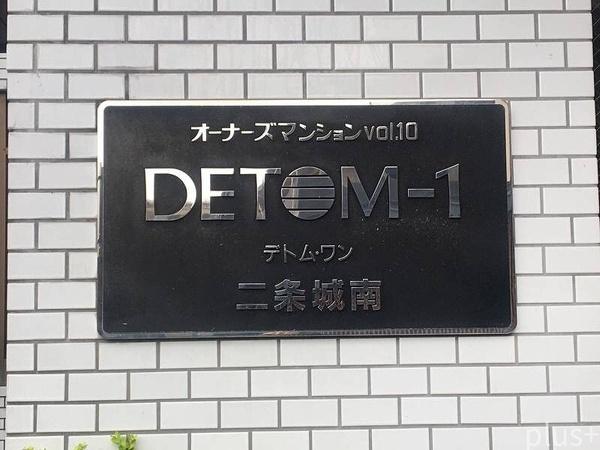 オーナーズマンションvol.10
DETOM-1
デトム・ワン
二条城南
plus+